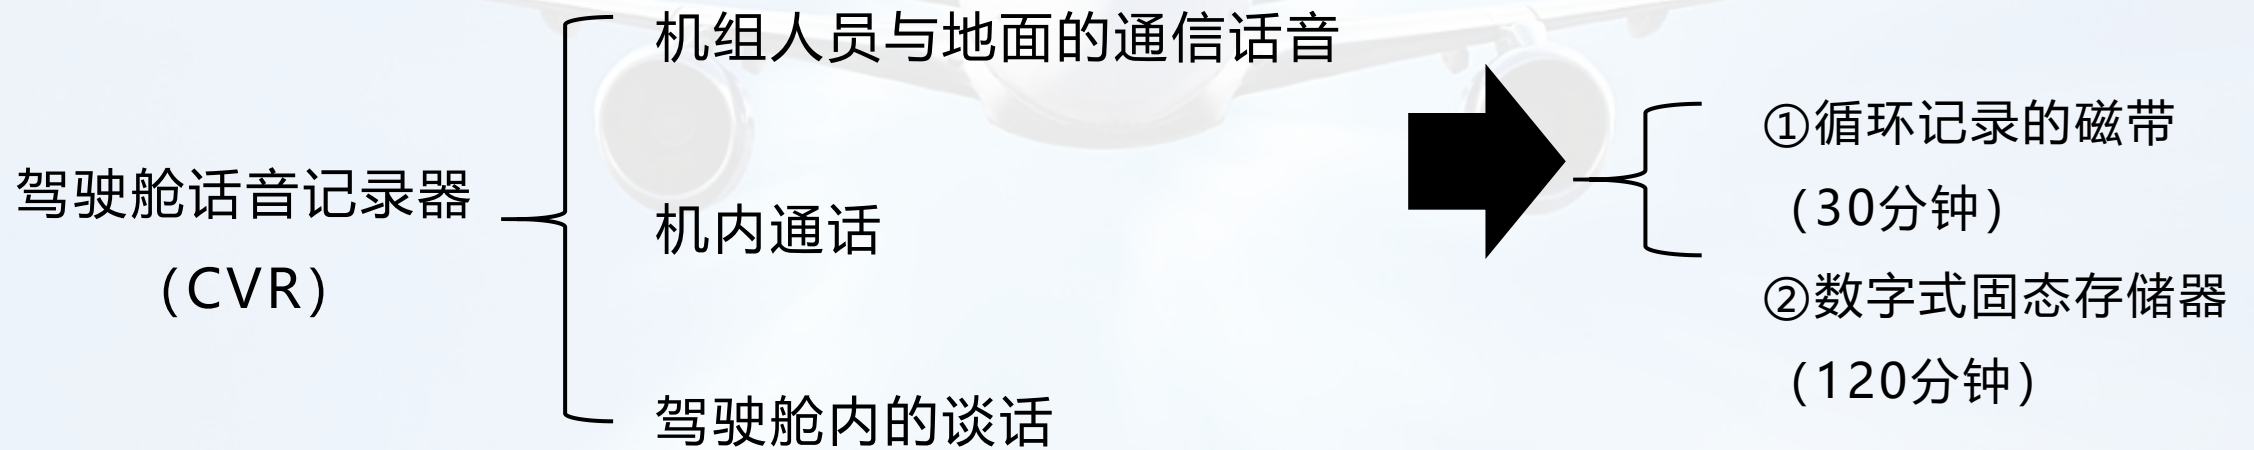 驾驶舱话音记录器
（CVR）
机组人员与地面的通信话音
机内通话
驾驶舱内的谈话
①循环记录的磁带
（30分钟）
②数字式固态存储器
（120分钟）